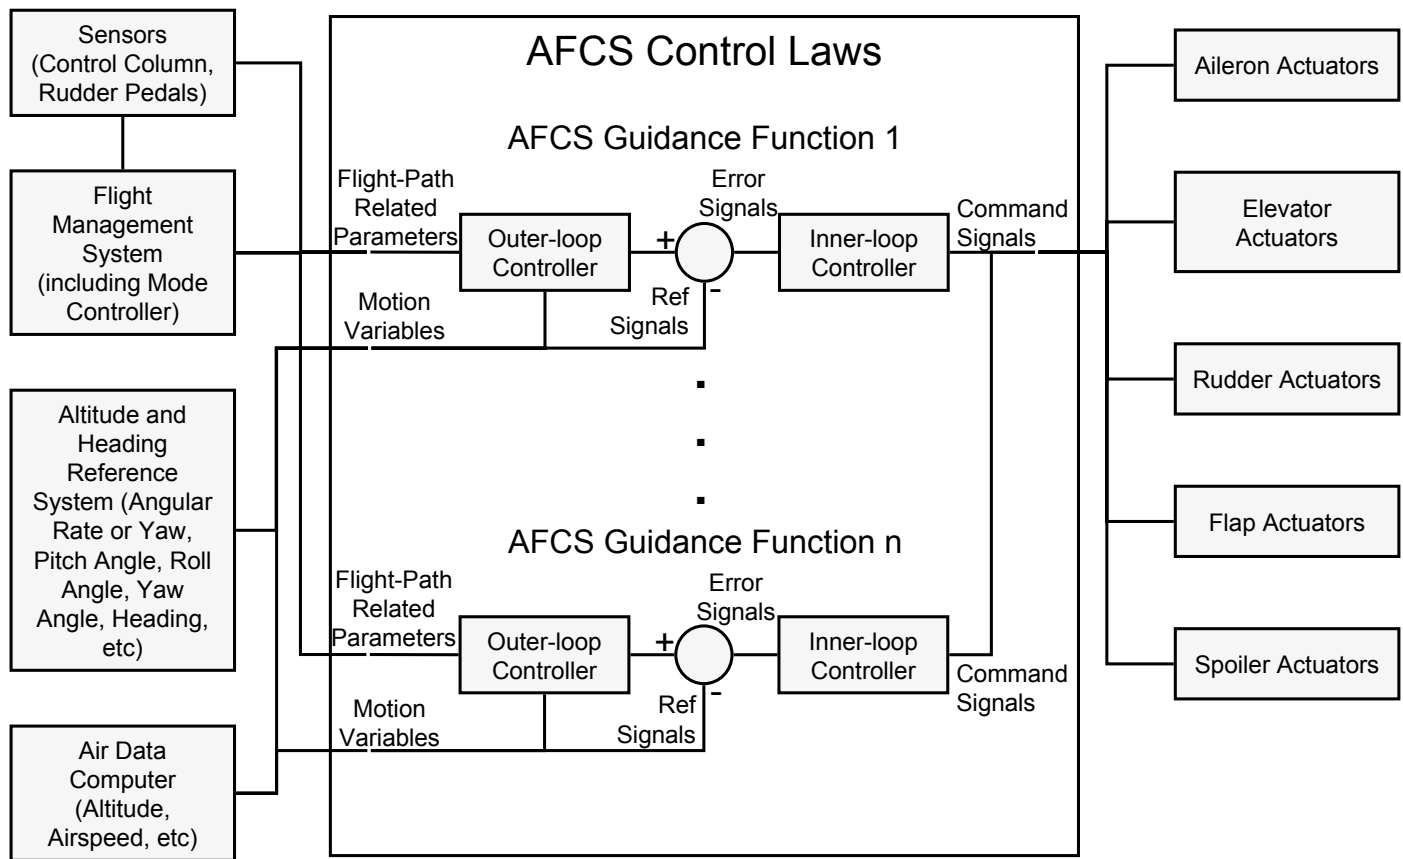 Sensors
(Control Column,
Rudder Pedals)
Flight
Management
System
(including Mode
Controller)
Altitude and
Heading
Reference
System (Angular
Rate or Yaw,
Pitch Angle, Roll
Angle, Yaw
Angle, Heading,
etc)
Air Data
Computer
(Altitude,
Airspeed, etc)
AFCS Control Laws
AFCS Guidance Function 1
Flight-Path
Related
Parameters
Outer-loop
Controller
Motion
Variables
+
-
Error
Signals
Ref
Signals
Inner-loop
Controller
Command
Signals
.
.
.
AFCS Guidance Function n
Flight-Path
Related
Parameters
Outer-loop
Controller
Motion
Variables
+
-
Error
Signals
Ref
Signals
Inner-loop
Controller
Command
Signals
Aileron Actuators
Elevator
Actuators
Rudder Actuators
Flap Actuators
Spoiler Actuators